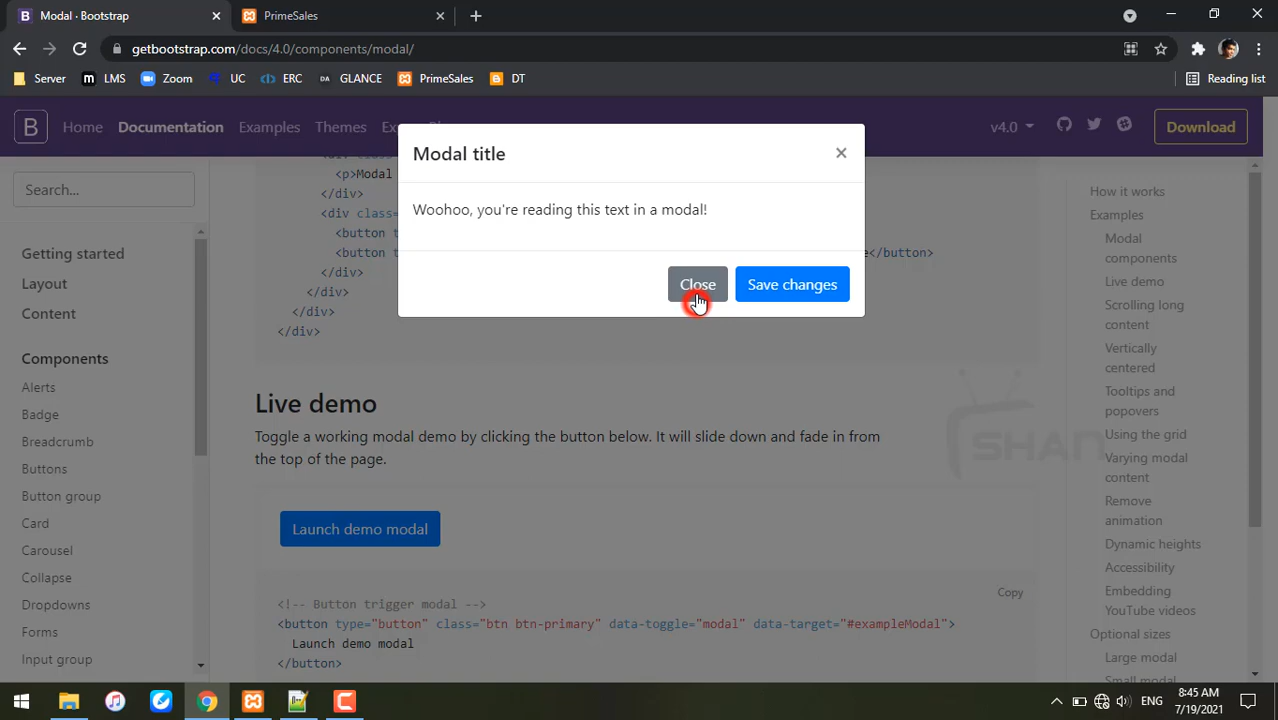 Modal · Bootstrap
PrimeSales
getbootstrap.com/docs/4.0/components/modal/
Server
LMS
Zoom
UC
ERC
DA GLANCE
PrimeSales
DT
Reading list
B Home Documentation Examples Themes
v4.0
Download
Search...
Getting started
Layout
Content
Components
Alerts
Badge
Breadcrumb
Buttons
Button group
Card
Carousel
Collapse
Dropdowns
Forms
Input group
<p>Modal
</div>
<div class=
<button
<button
e</button>
</div>
</div>
</div>
</div>
Modal title
×
Woohoo, you're reading this text in a modal!
Close
Save changes
Live demo
Toggle a working modal demo by clicking the button below. It will slide down and fade in from
the top of the page.
SHAN
Launch demo modal
Copy
<!-- Button trigger modal -->
<button type="button" class="btn btn-primary" data-toggle="modal" data-target="#exampleModal">
Launch demo modal
</button>
How it works
Examples
Modal
components
Live demo
Scrolling long
content
Vertically
centered
Tooltips and
popovers
Using the grid
Varying modal
content
Remove
animation
Dynamic heights
Accessibility
Embedding
YouTube videos
Optional sizes
Large modal
Small modal
ENG
8:45 AM
7/19/2021